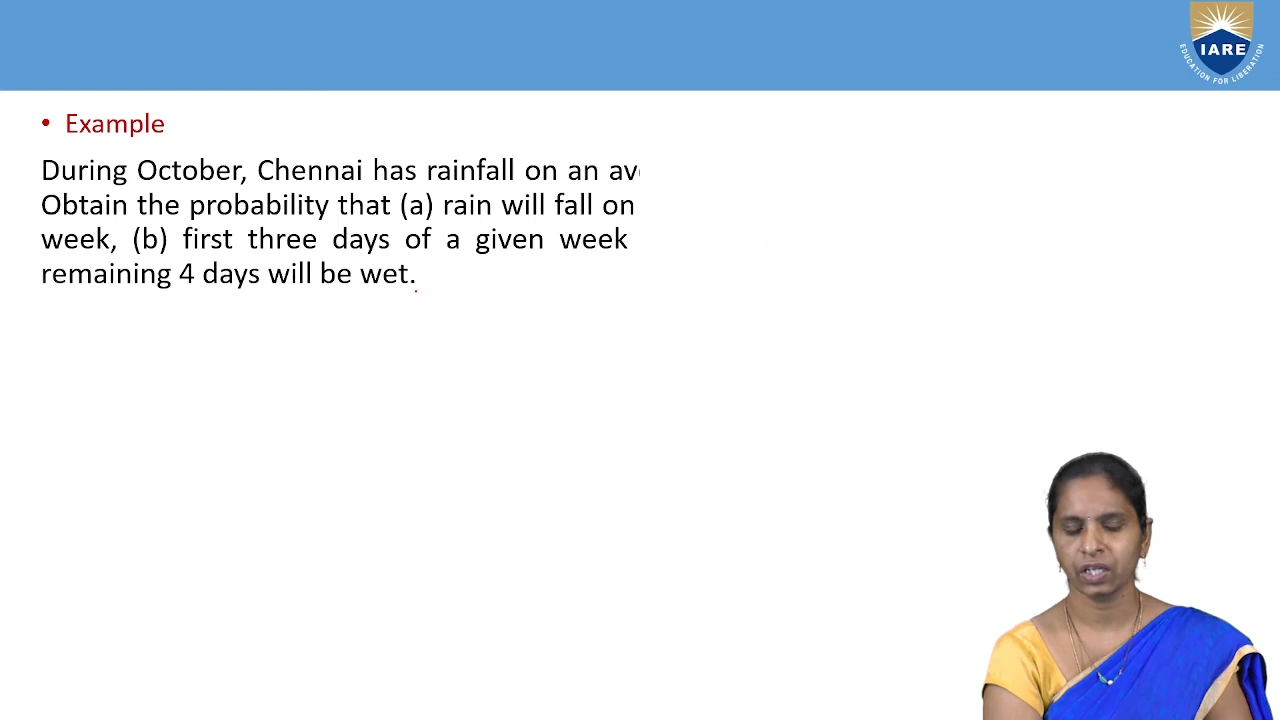 IARE
EDUCATION FOR LIBERATION
• Example
During October, Chennai has rainfall on an
Obtain the probability that (a) rain will fall on
week, (b) first three days of a given week
remaining 4 days will be wet.